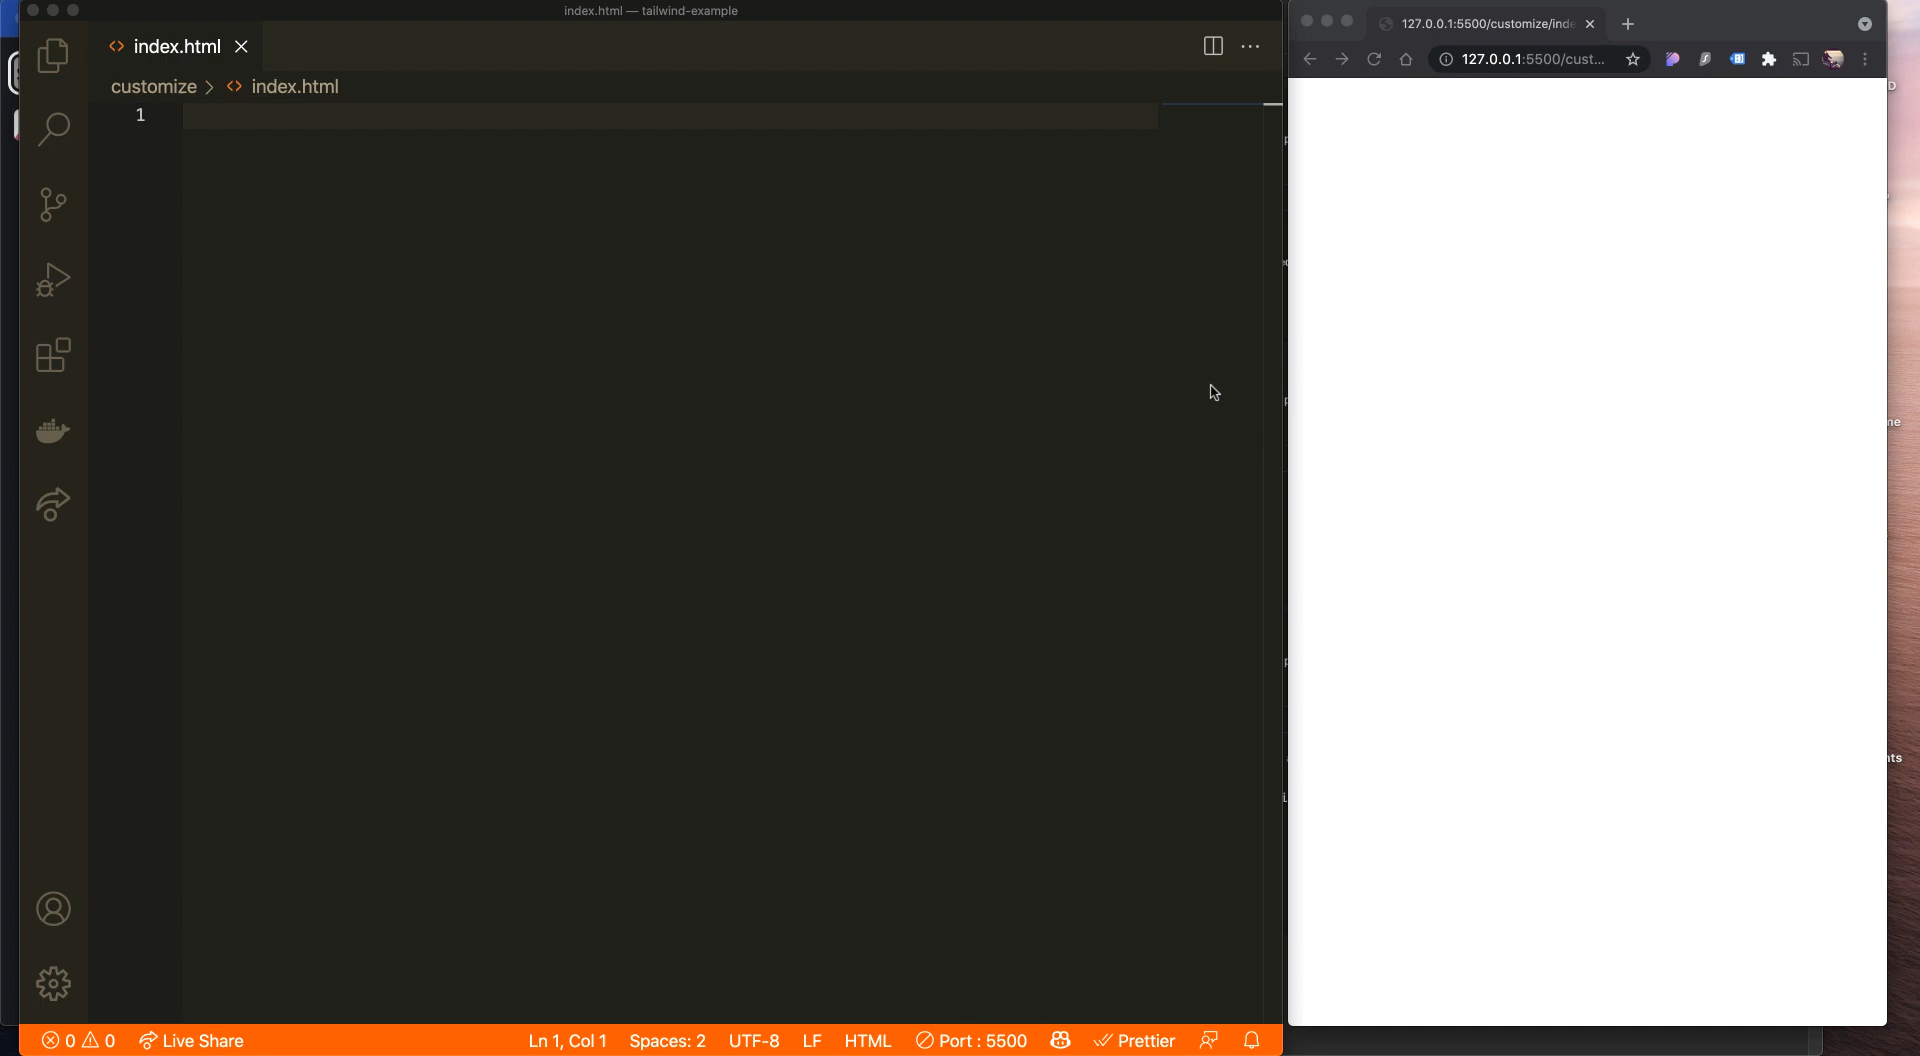 index.html — tailwind-example
index.html
customize > index.html
1
0 0 Live Share
Ln 1, Col 1 Spaces: 2 UTF-8 LF HTML Port : 5500 Prettier
127.0.0.1:5500/customize/inde
127.0.0.1:5500/cust...
D
me
nts